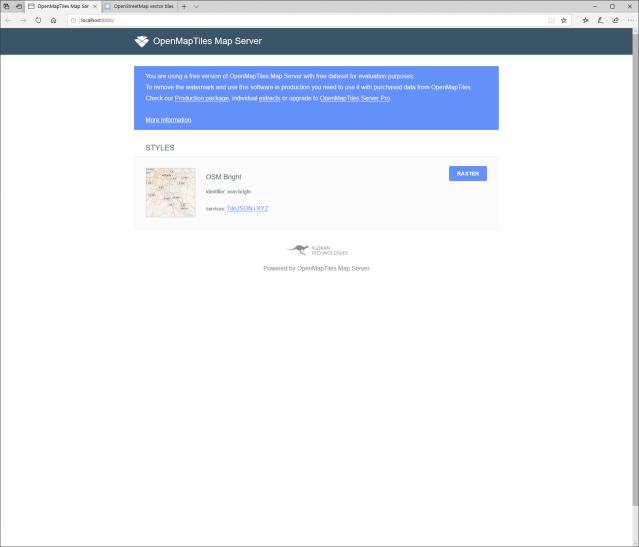 OpenMapTiles Map Ser
OpenStreetMap vector tiles
localhost:8080/
OpenMapTiles Map Server
You are using a free version of OpenMapTiles Map Server with free dataset for evaluation purposes.
To remove the watermark and use this software in production you need to use it with purchased data from OpenMapTiles.
Check our Production package, individual extracts or upgrade to OpenMapTiles Server Pro.
More information
STYLES
OSM Bright
RASTER
identifier: osm-bright
services: TileJSON | XYZ
KLOKAN
TECHNOLOGIES
Powered by OpenMapTiles Map Server